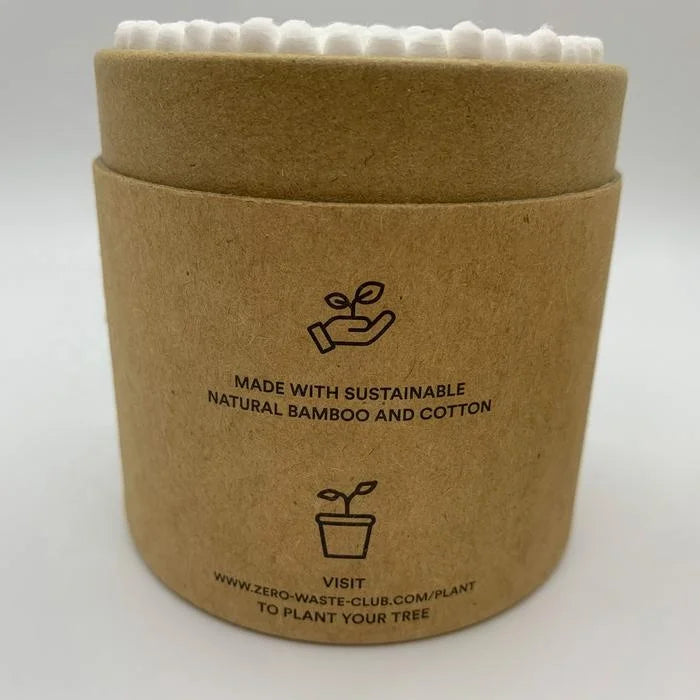 MADE WITH SUSTAINABLE
NATURAL BAMBOO AND COTTON
VISIT
WWW.ZERO-WASTE-CLUB.COM/PLANT
TO PLANT YOUR TREE